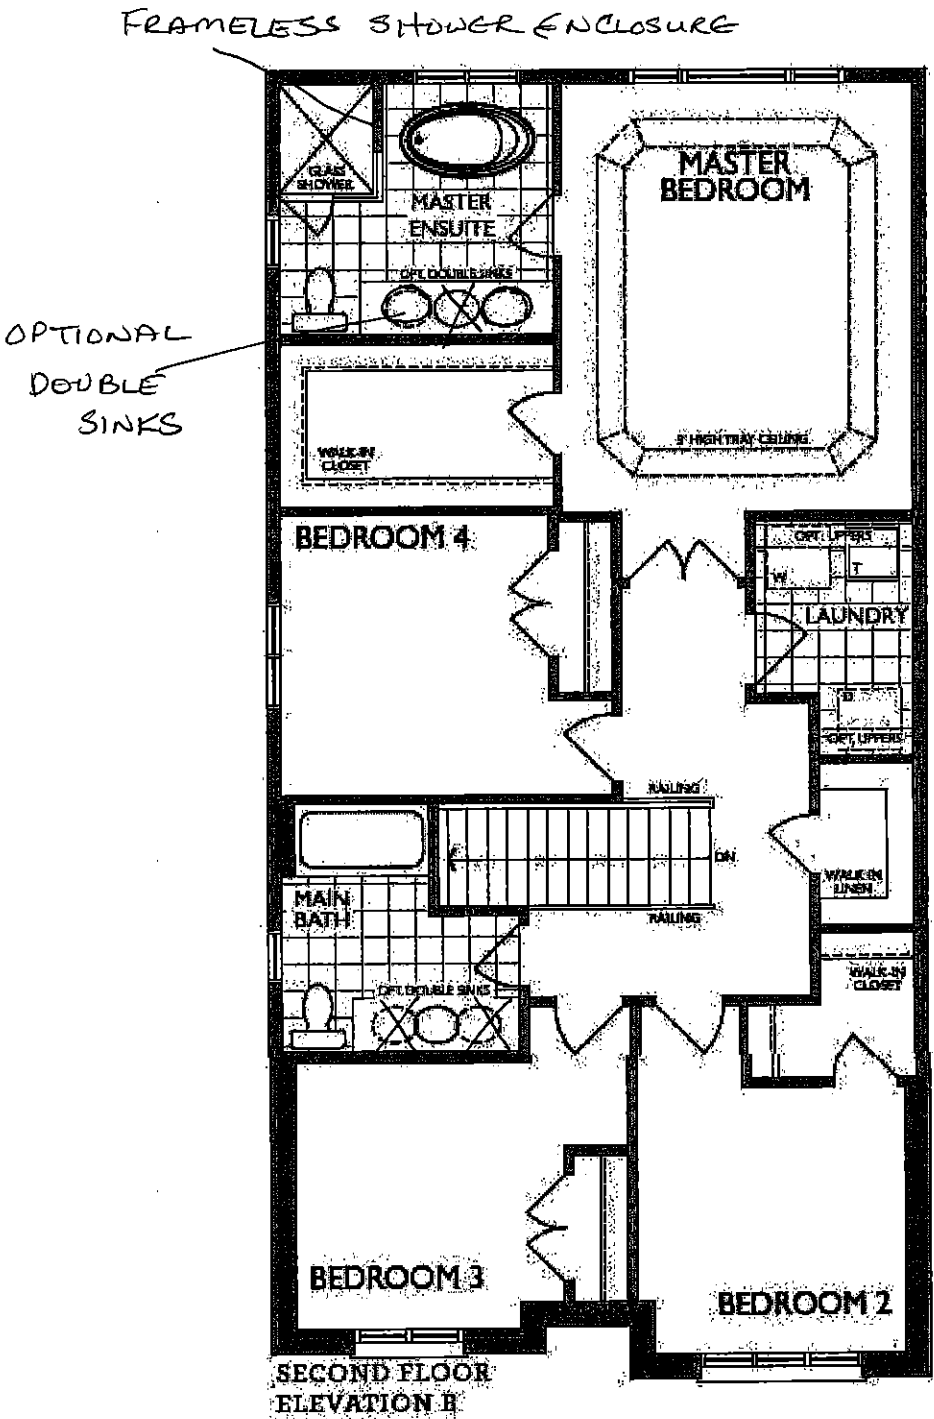 FRAMELESS SHOWER ENCLOSURE
GLASS
SHOWER
MASTER
ENSUITE
OPT. DOUBLE SINKS
MASTER
BEDROOM
9' HIGH TRAY CEILING
OPTIONAL
DOUBLE
SINKS
WALK-IN
CLOSET
BEDROOM 4
OPT. UPPERS
W
T
LAUNDRY
D
OPT. UPPERS
RAILING
DN
RAILING
WALK-IN
LINEN
MAIN
BATH
OPT. DOUBLE SINKS
WALK-IN
CLOSET
BEDROOM 3
BEDROOM 2
SECOND FLOOR
ELEVATION B